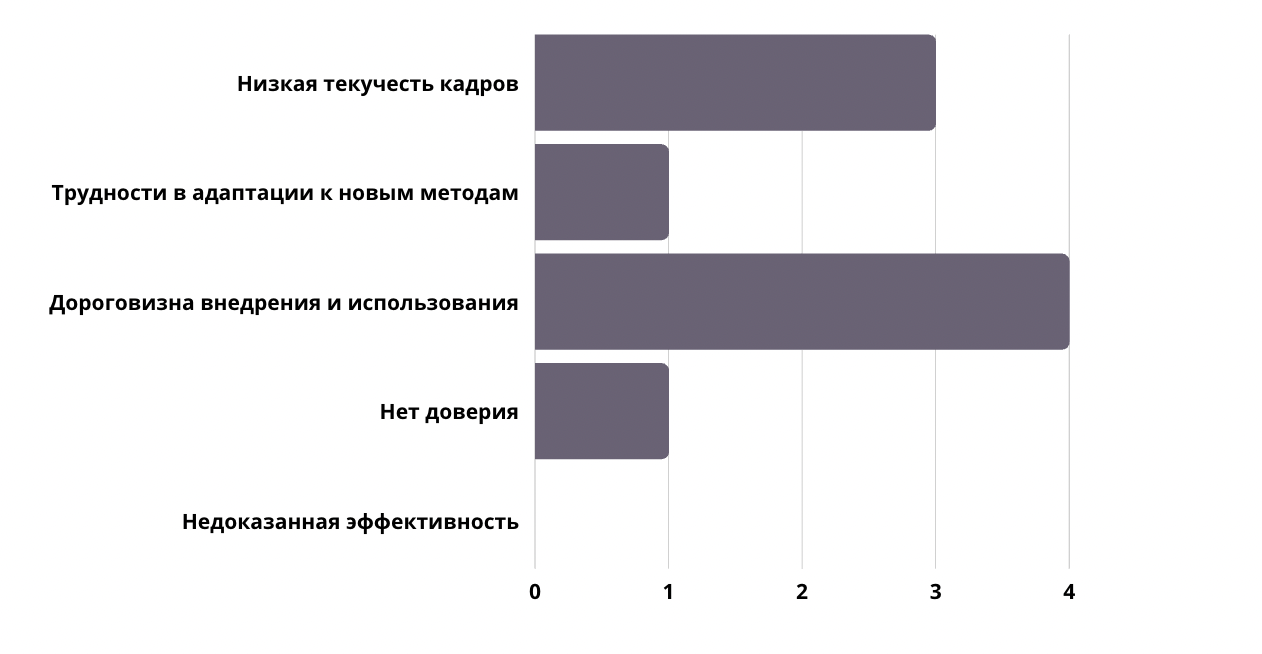 Низкая текучесть кадров
Трудности в адаптации к новым методам
Дороговизна внедрения и использования
Нет доверия
Недоказанная эффективность
0 1 2 3 4